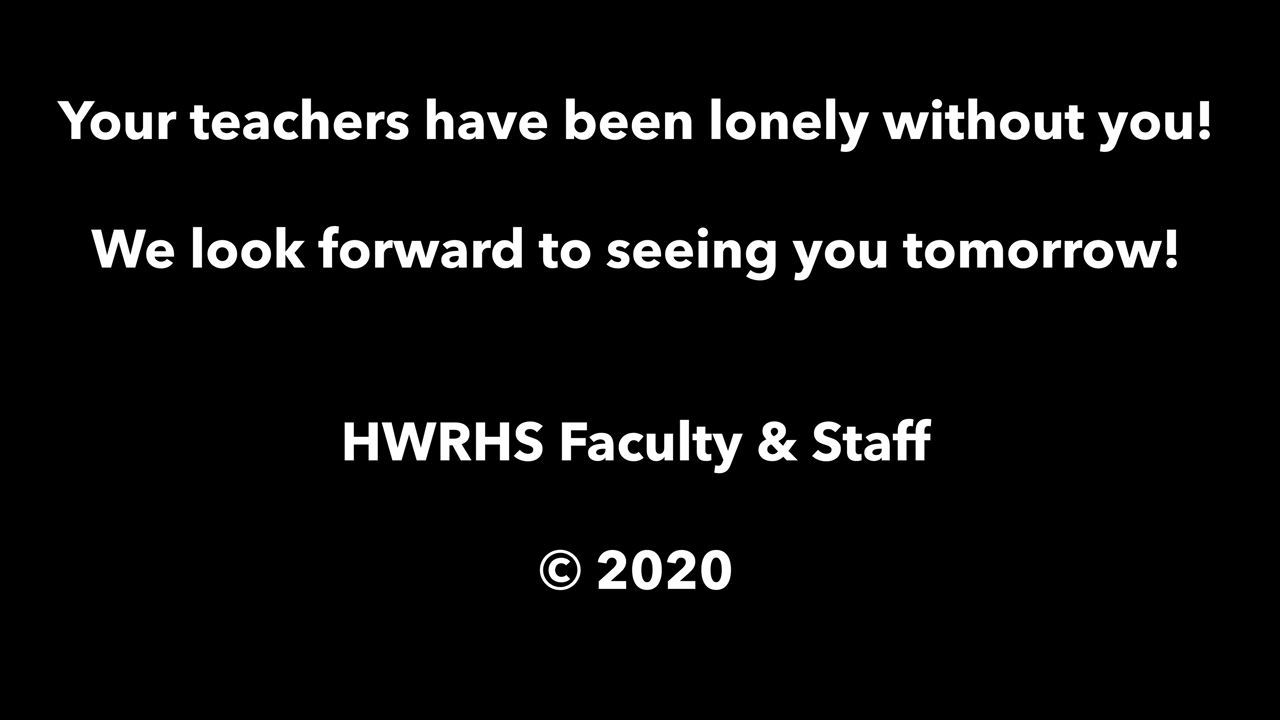 Your teachers have been lonely without you!
We look forward to seeing you tomorrow!
HWRHS Faculty & Staff
© 2020